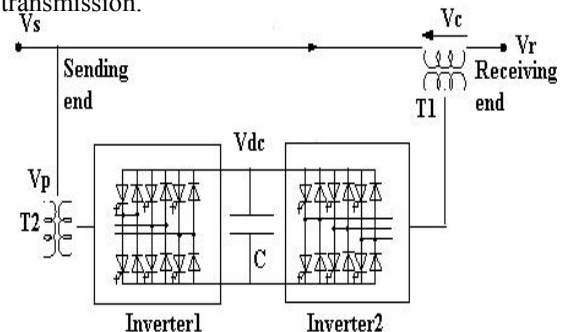 transmission.
Vs
Vc
Vr
Sending
end
Receiving
end
T1
Vdc
Vp
T2
C
Inverter1
Inverter2